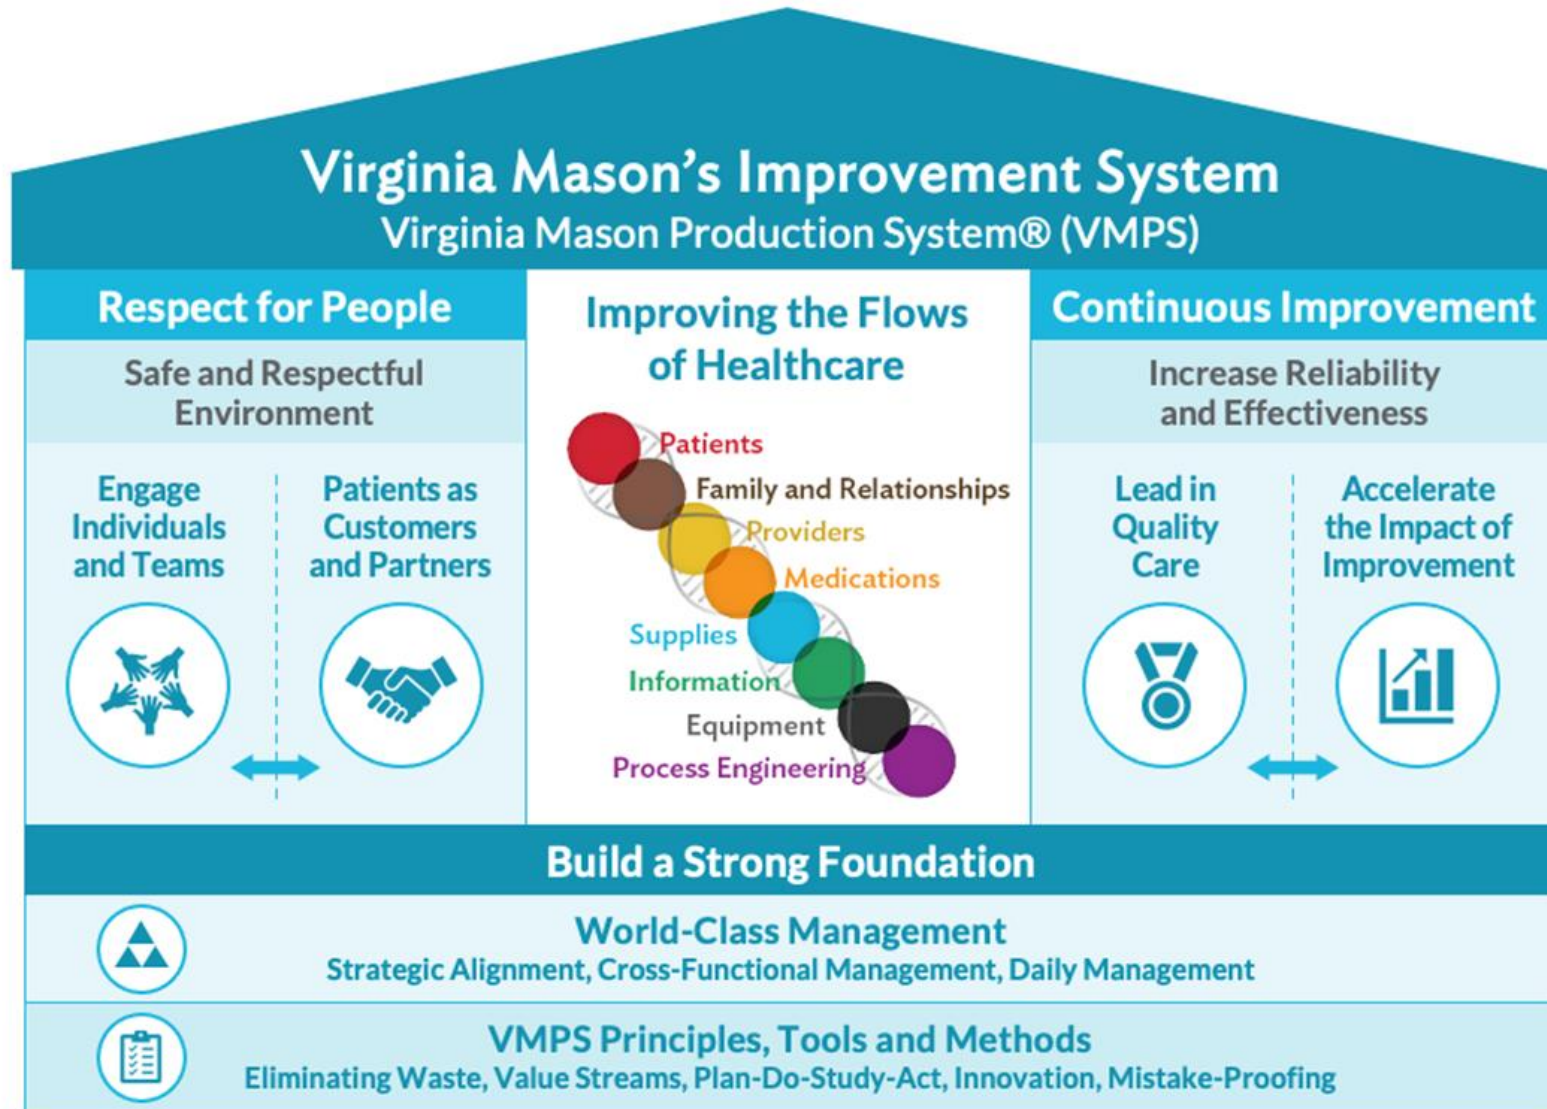 Virginia Mason's Improvement System
Virginia Mason Production System® (VMPS)
Respect for People
Safe and Respectful
Environment
Engage
Individuals
and Teams
Patients as
Customers
and Partners
Improving the Flows
of Healthcare
Patients
Family and Relationships
Providers
Medications
Supplies
Information
Equipment
Process Engineering
Continuous Improvement
Increase Reliability
and Effectiveness
Lead in
Quality
Care
Accelerate
the Impact of
Improvement
Build a Strong Foundation
World-Class Management
Strategic Alignment, Cross-Functional Management, Daily Management
VMPS Principles, Tools and Methods
Eliminating Waste, Value Streams, Plan-Do-Study-Act, Innovation, Mistake-Proofing